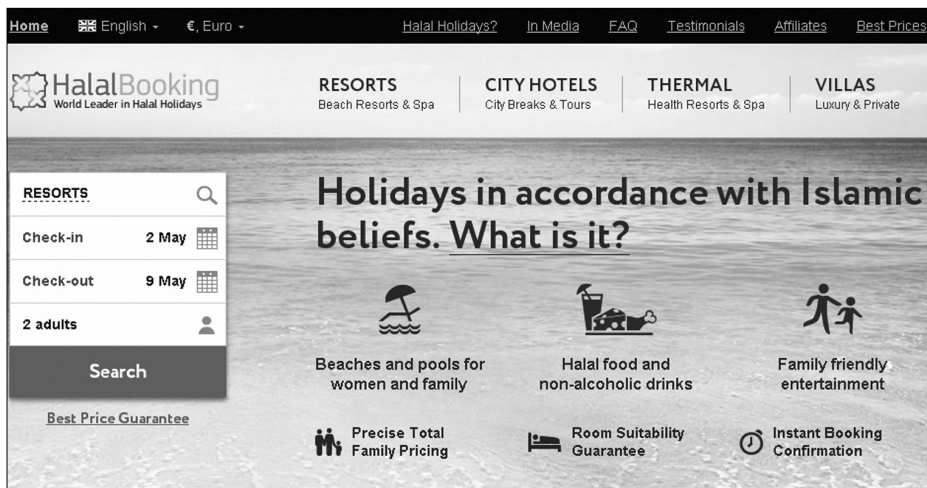 Home English €, Euro Halal Holidays? In Media FAQ Testimonials Affiliates Best Prices
HalalBooking
World Leader in Halal Holidays
RESORTS
Beach Resorts & Spa
CITY HOTELS
City Breaks & Tours
THERMAL
Health Resorts & Spa
VILLAS
Luxury & Private
RESORTS
Check-in 2 May
Check-out 9 May
2 adults
Search
Best Price Guarantee
Holidays in accordance with Islamic
beliefs. What is it?
Beaches and pools for
women and family
Halal food and
non-alcoholic drinks
Family friendly
entertainment
Precise Total
Family Pricing
Room Suitability
Guarantee
Instant Booking
Confirmation